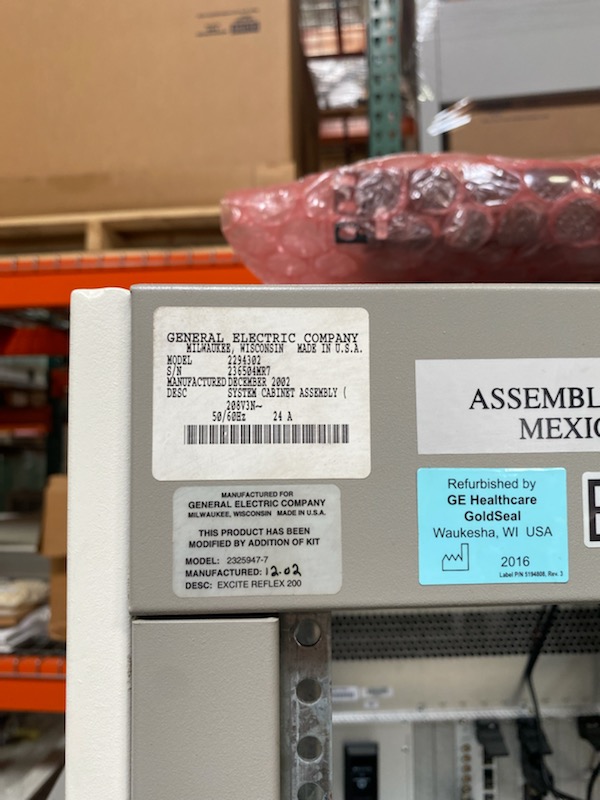 GENERAL ELECTRIC COMPANY
MILWAUKEE, WISCONSIN MADE IN U.S.A.
MODEL 2294302
S/N 236504MR7
MANUFACTURED DECEMBER 2002
DESC SYSTEM CABINET ASSEMBLY (
208V3N~
50/60Hz 24 A
MANUFACTURED FOR
GENERAL ELECTRIC COMPANY
MILWAUKEE, WISCONSIN MADE IN U.S.A.
THIS PRODUCT HAS BEEN
MODIFIED BY ADDITION OF KIT
MODEL: 2325947-7
MANUFACTURED: 12.02
DESC: EXCITE REFLEX 200
ASSEMBL
MEXIC
Refurbished by
GE Healthcare
GoldSeal
Waukesha, WI USA
2016
Label P/N 5194808, Rev. 3